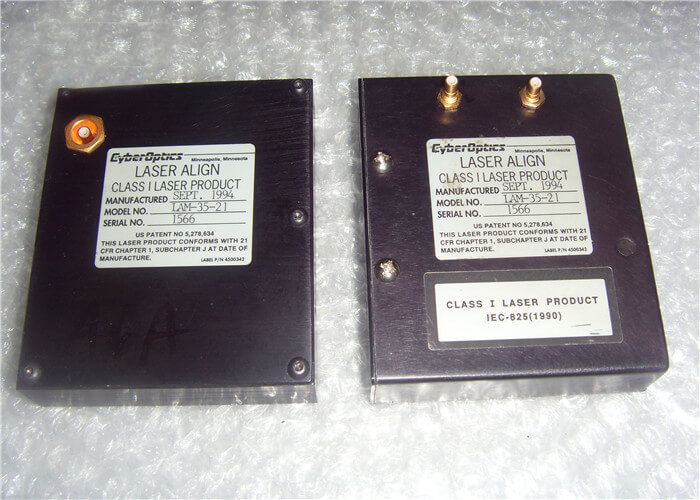 CyberOptics Minneapolis, Minnesota
LASER ALIGN
CLASS I LASER PRODUCT
MANUFACTURED SEPT. 1994
MODEL NO. LAM-35-21
SERIAL NO. 1566
US PATENT NO 5,278,634
THIS LASER PRODUCT CONFORMS WITH 21
CFR CHAPTER 1, SUBCHAPTER J AT DATE OF
MANUFACTURE.
LABEL P/N 4500342
CyberOptics Minneapolis, Minnesota
LASER ALIGN
CLASS I LASER PRODUCT
MANUFACTURED SEPT. 1994
MODEL NO. LAM-35-21
SERIAL NO. 1566
US PATENT NO 5,278,634
THIS LASER PRODUCT CONFORMS WITH 21
CFR CHAPTER 1, SUBCHAPTER J AT DATE OF
MANUFACTURE.
LABEL P/N 4500342
CLASS I LASER PRODUCT
IEC-825(1990)